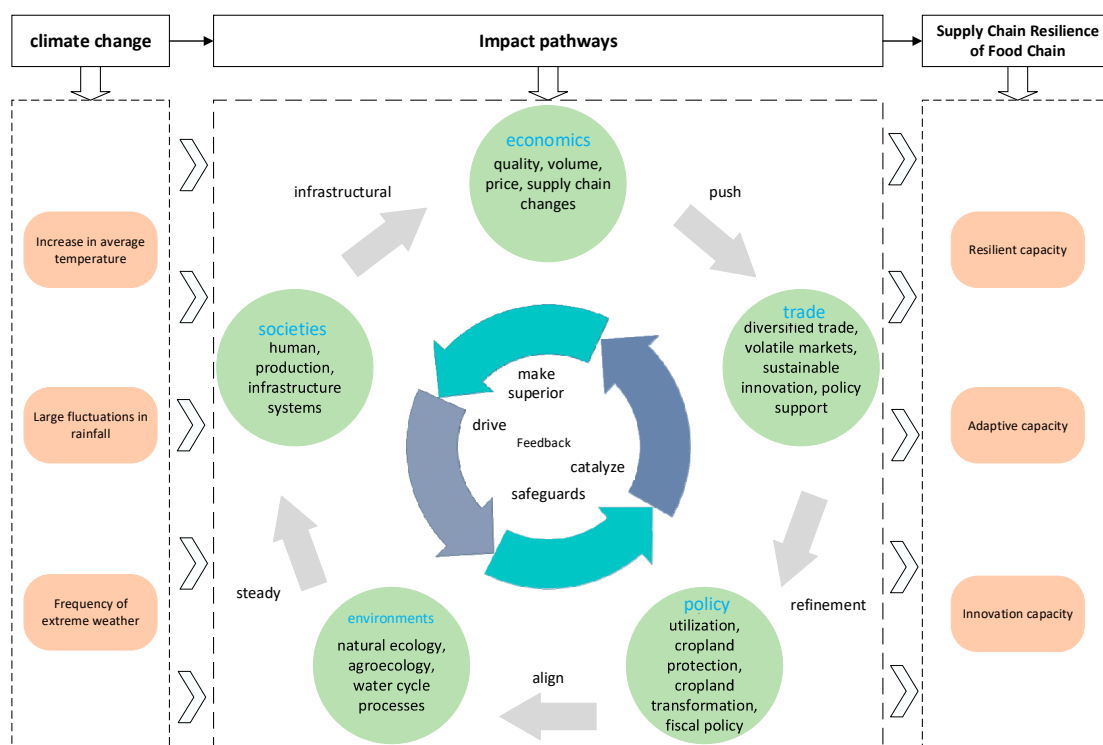 climate change
Impact pathways
Supply Chain Resilience
of Food Chain
Increase in average
temperature
Large fluctuations in
rainfall
Frequency of
extreme weather
economics
quality, volume,
price, supply chain
changes
infrastructural
push
societies
human,
production,
infrastructure
systems
trade
diversified trade,
volatile markets,
sustainable
innovation, policy
support
make
superior
drive
Feedback
catalyze
safeguards
steady
refinement
environments
natural ecology,
agroecology,
water cycle
processes
align
policy
utilization,
cropland
protection,
cropland
transformation,
fiscal policy
Resilient capacity
Adaptive capacity
Innovation capacity